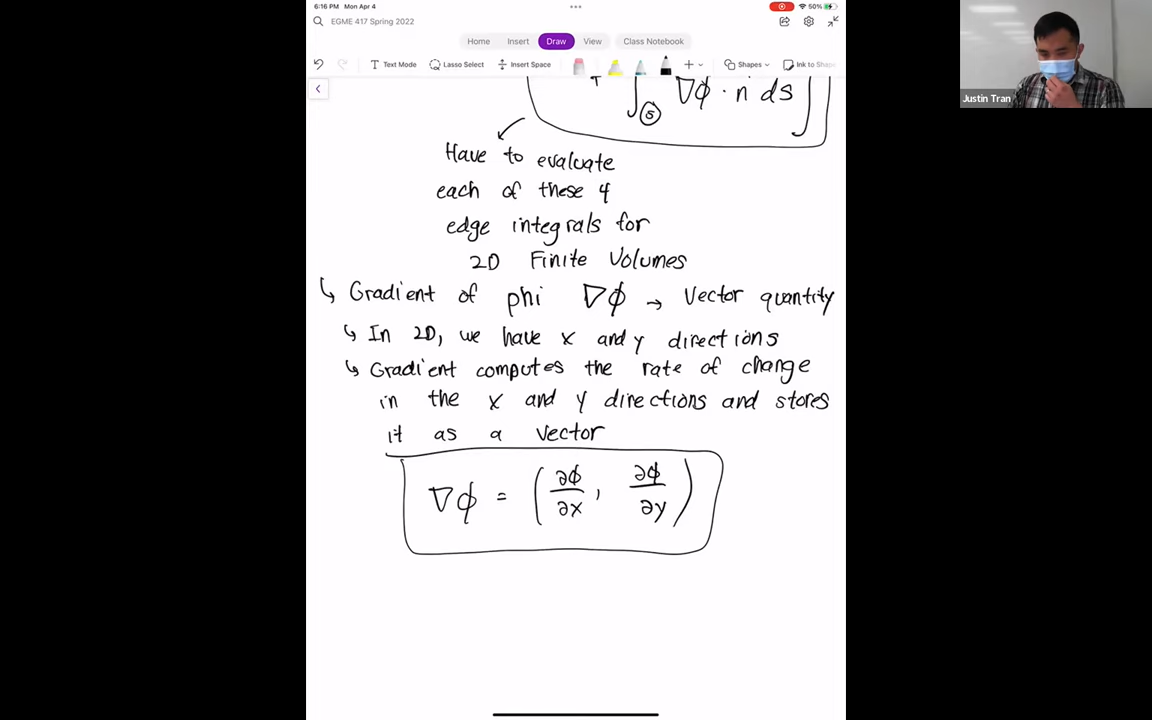 6:16 PM Mon Apr 4
50%
EGME 417 Spring 2022
Home Insert Draw View Class Notebook
Text Mode Lasso Select Insert Space Shapes Ink to Shape
Justin Tran
+ ∫ₛ ∇ϕ · n ds ]
Have to evaluate
each of these 4
edge integrals for
2D Finite Volumes
↳ Gradient of phi ∇ϕ → Vector quantity
↳ In 2D, we have x and y directions
↳ Gradient computes the rate of change
in the x and y directions and stores
it as a vector
∇ϕ = (∂ϕ/∂x, ∂ϕ/∂y)